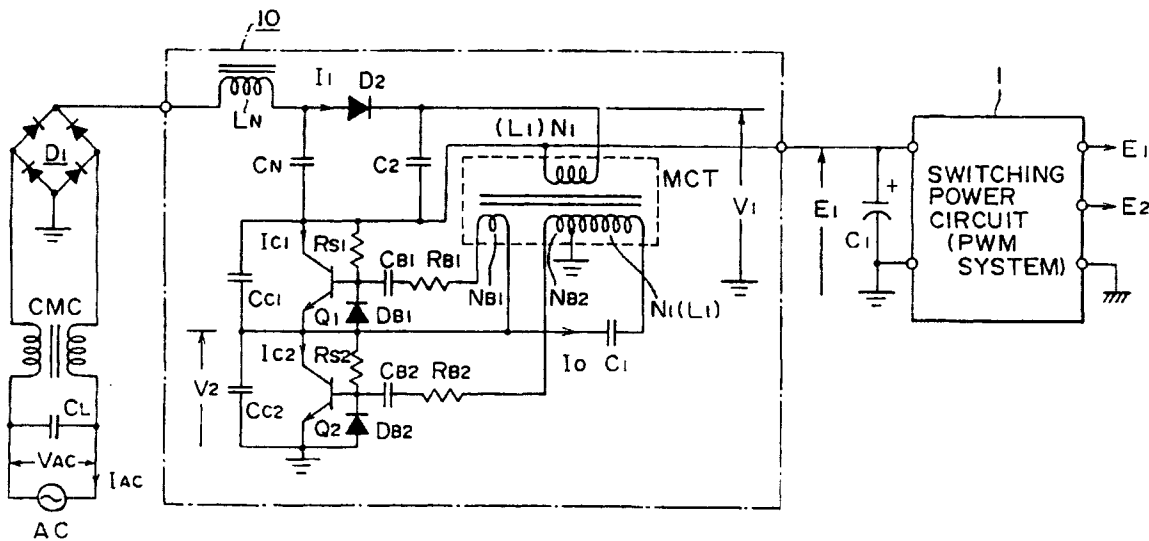 10
I1
D2
LN
(L1)N1
CN
C2
MCT
D1
V1
E1
C1
+
1
SWITCHING
POWER
CIRCUIT
(PWM
SYSTEM)
E1
E2
IC1
RS1
CB1
RB1
NB1
NB2
N1(L1)
CC1
Q1
DB1
CMC
IC2
RS2
CB2
RB2
IO
C1
V2
CC2
Q2
DB2
CL
VAC
IAC
AC